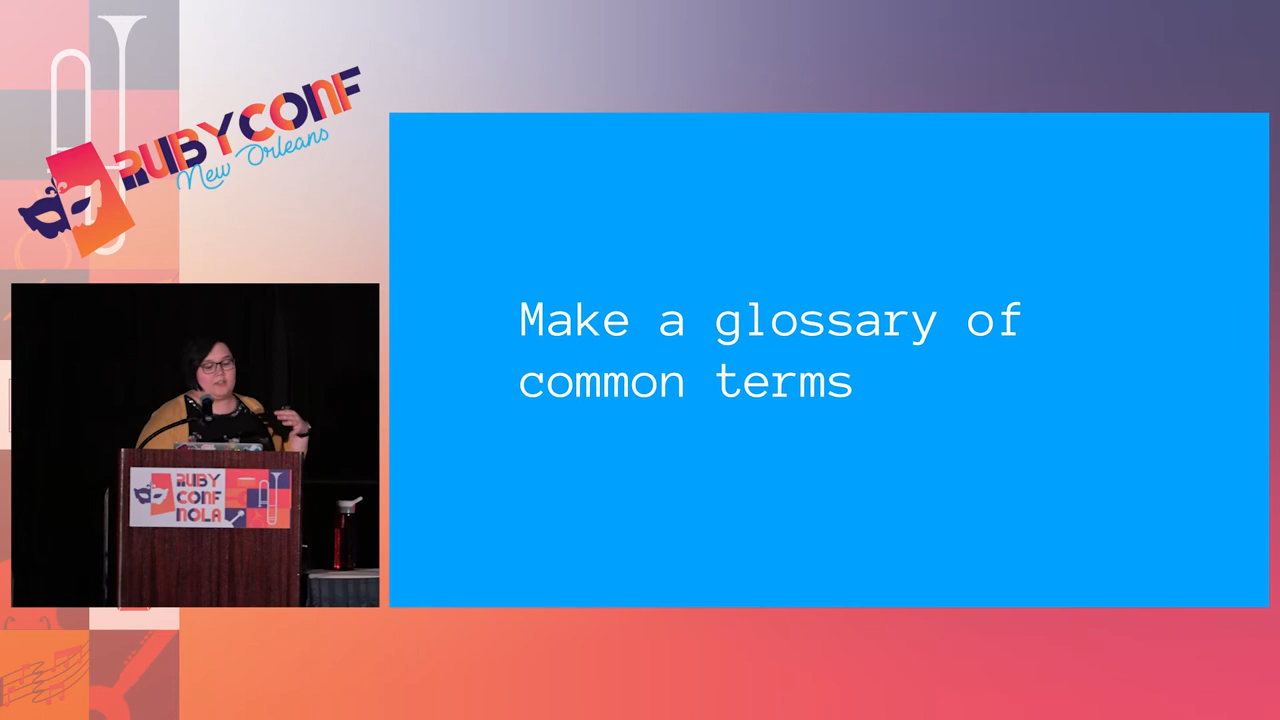 RUBYCONF
New Orleans
Make a glossary of
common terms
RUBY
CONF
NOLA